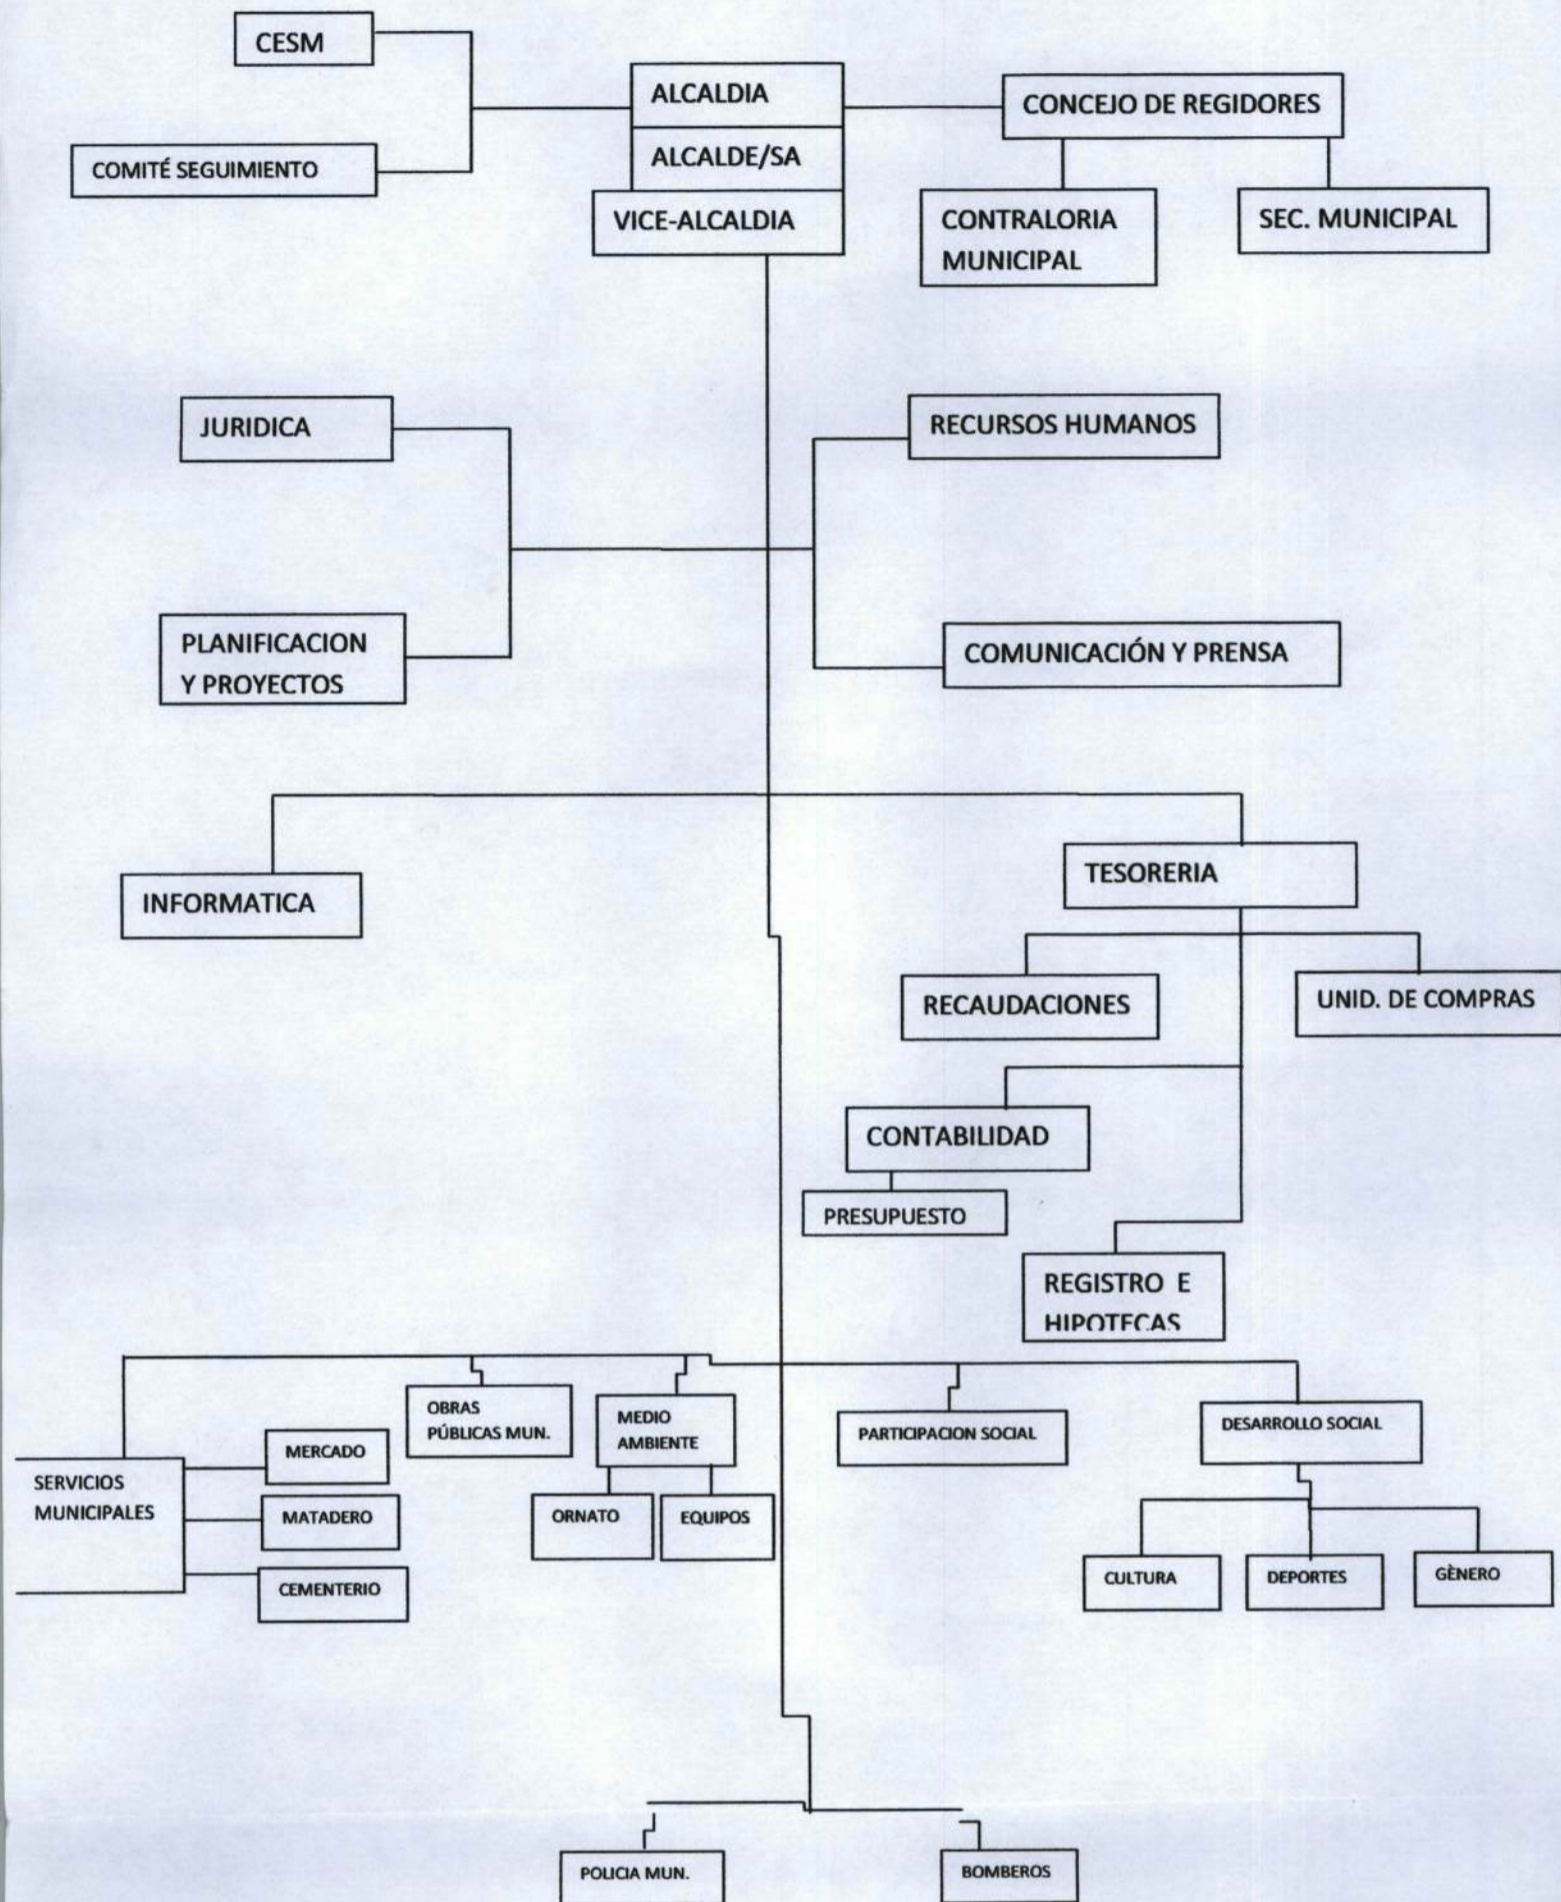 CESM
ALCALDIA
CONCEJO DE REGIDORES
ALCALDE/SA
COMITÉ SEGUIMIENTO
VICE-ALCALDIA
CONTRALORIA
MUNICIPAL
SEC. MUNICIPAL
JURIDICA
RECURSOS HUMANOS
PLANIFICACION
Y PROYECTOS
COMUNICACIÓN Y PRENSA
INFORMATICA
TESORERIA
RECAUDACIONES
UNID. DE COMPRAS
CONTABILIDAD
PRESUPUESTO
REGISTRO E
HIPOTECAS
SERVICIOS
MUNICIPALES
MERCADO
MATADERO
CEMENTERIO
OBRAS
PÚBLICAS MUN.
MEDIO
AMBIENTE
ORNATO
EQUIPOS
PARTICIPACION SOCIAL
DESARROLLO SOCIAL
CULTURA
DEPORTES
GÈNERO
POLICIA MUN.
BOMBEROS